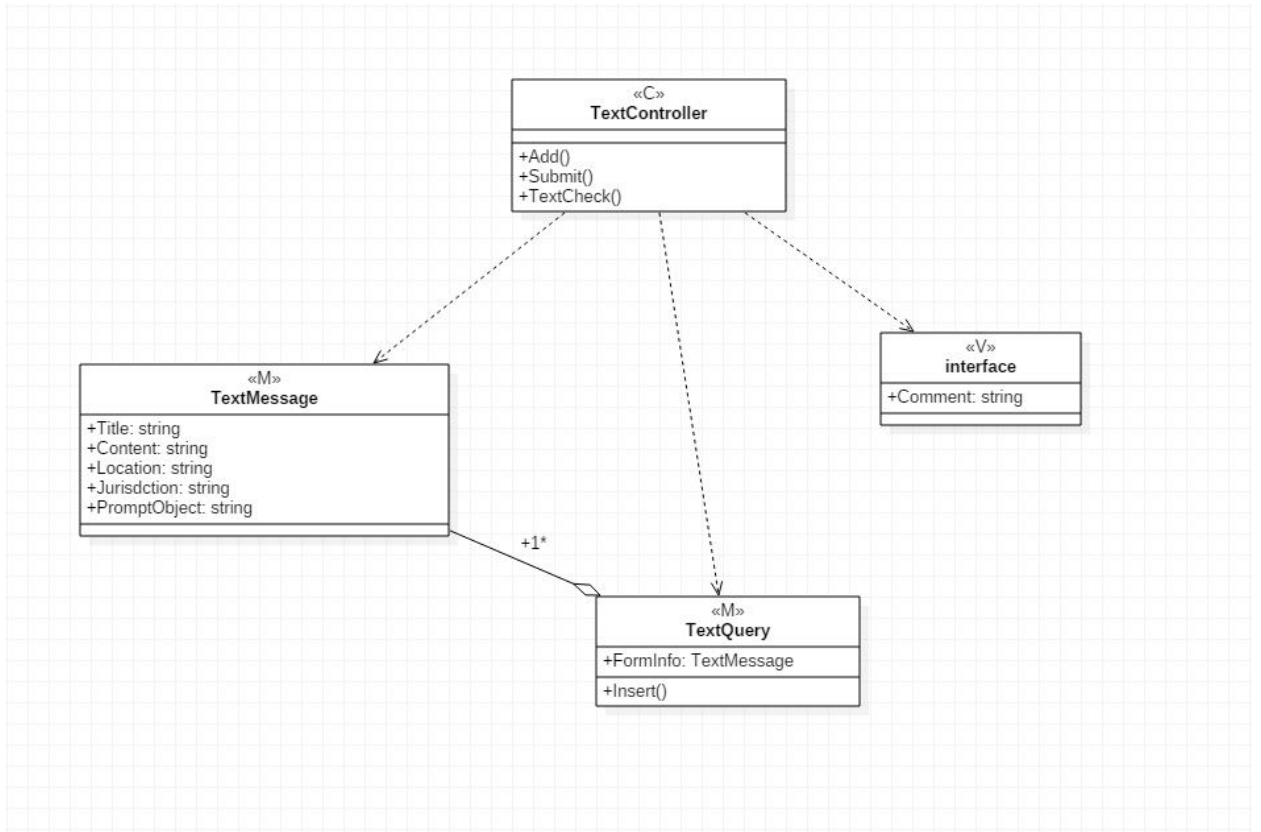 «C»
TextController
+Add()
+Submit()
+TextCheck()
«V»
interface
+Comment: string
«M»
TextMessage
+Title: string
+Content: string
+Location: string
+Jurisdction: string
+PromptObject: string
+1*
«M»
TextQuery
+FormInfo: TextMessage
+Insert()